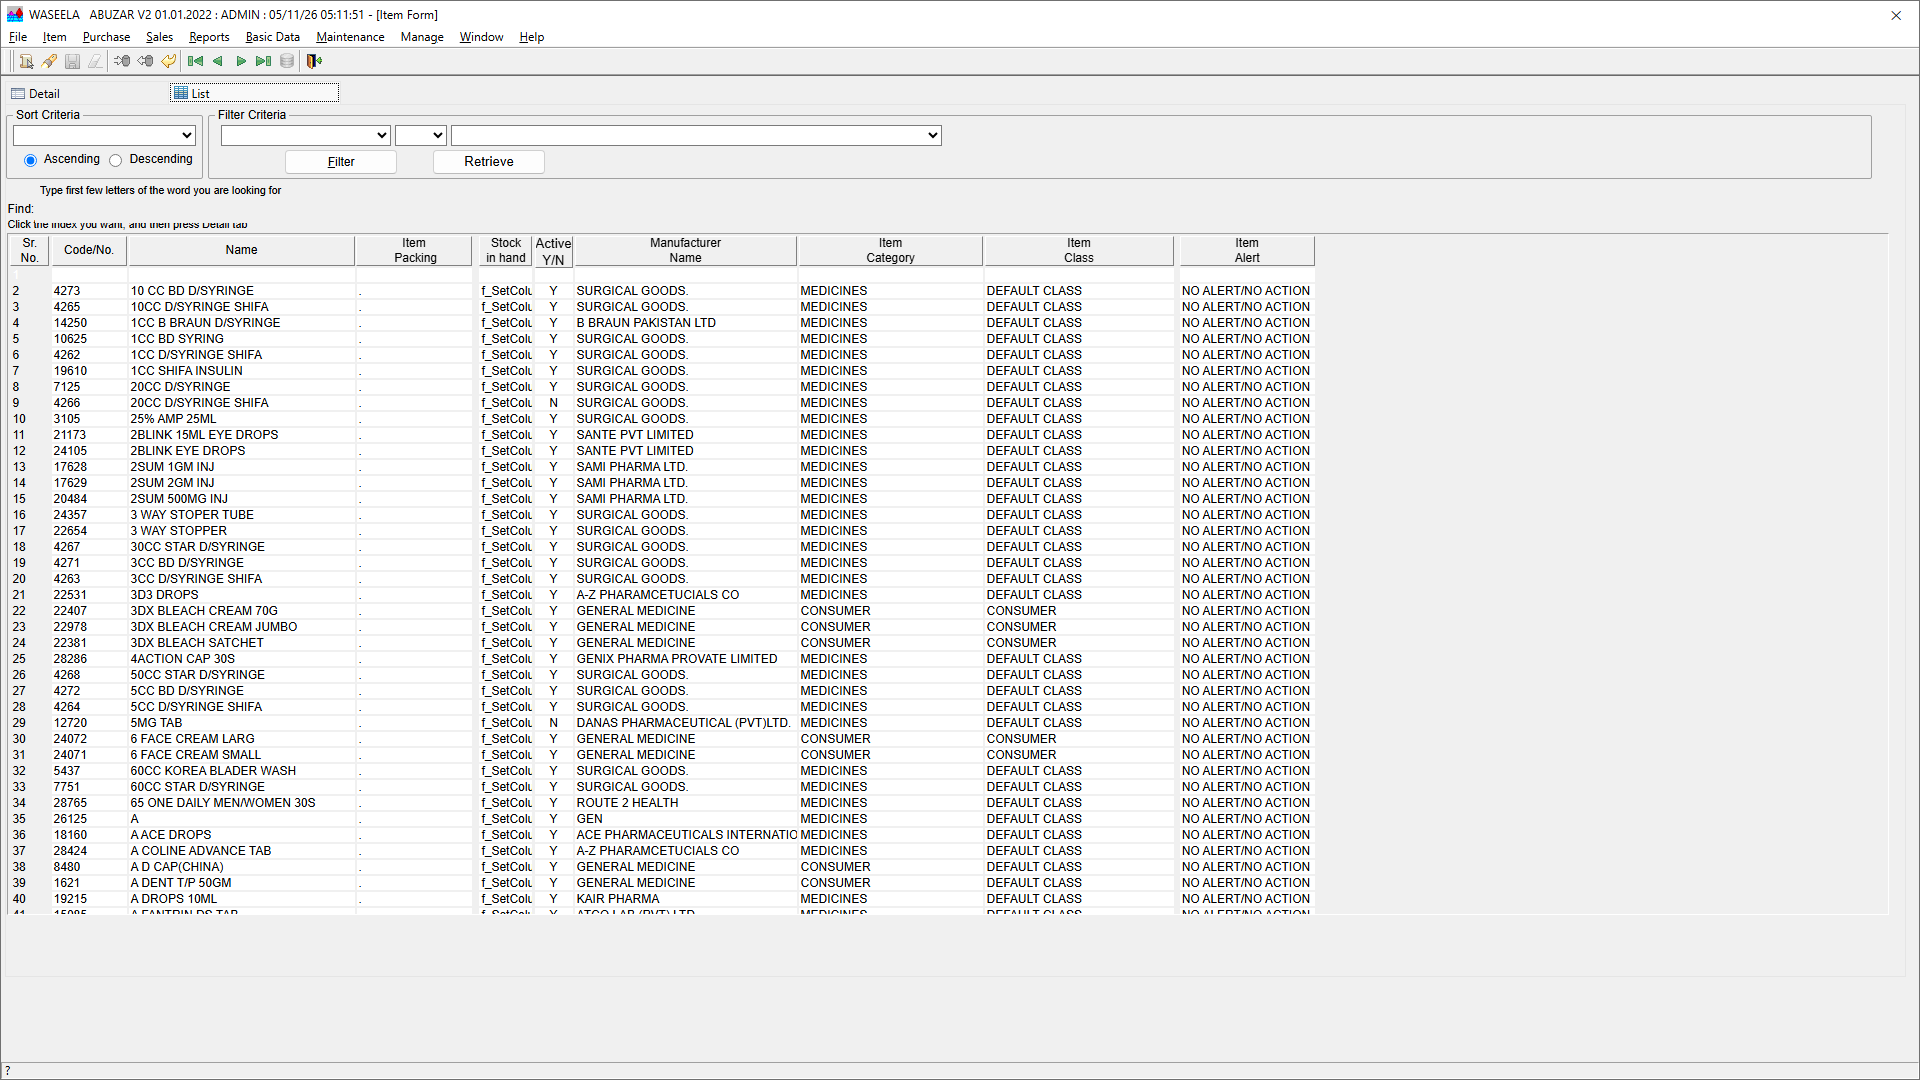 WASEELA ABUZAR V2 01.01.2022 : ADMIN : 05/11/26 05:11:51 - [Item Form]
File Item Purchase Sales Reports Basic Data Maintenance Manage Window Help
Detail List
Sort Criteria Filter Criteria
Ascending Descending Filter Retrieve
Type first few letters of the word you are looking for
Find:
Click the index you want, and then press Detail tab
Sr. No. Code/No. Name Item Packing Stock in hand Active Y/N Manufacturer Name Item Category Item Class Item Alert
1
2 4273 10 CC BD D/SYRINGE . f_SetColu Y SURGICAL GOODS. MEDICINES DEFAULT CLASS NO ALERT/NO ACTION
3 4265 10CC D/SYRINGE SHIFA . f_SetColu Y SURGICAL GOODS. MEDICINES DEFAULT CLASS NO ALERT/NO ACTION
4 14250 1CC B BRAUN D/SYRINGE . f_SetColu Y B BRAUN PAKISTAN LTD MEDICINES DEFAULT CLASS NO ALERT/NO ACTION
5 10625 1CC BD SYRING . f_SetColu Y SURGICAL GOODS. MEDICINES DEFAULT CLASS NO ALERT/NO ACTION
6 4262 1CC D/SYRINGE SHIFA . f_SetColu Y SURGICAL GOODS. MEDICINES DEFAULT CLASS NO ALERT/NO ACTION
7 19610 1CC SHIFA INSULIN . f_SetColu Y SURGICAL GOODS. MEDICINES DEFAULT CLASS NO ALERT/NO ACTION
8 7125 20CC D/SYRINGE . f_SetColu Y SURGICAL GOODS. MEDICINES DEFAULT CLASS NO ALERT/NO ACTION
9 4266 20CC D/SYRINGE SHIFA . f_SetColu N SURGICAL GOODS. MEDICINES DEFAULT CLASS NO ALERT/NO ACTION
10 3105 25% AMP 25ML . f_SetColu Y SURGICAL GOODS. MEDICINES DEFAULT CLASS NO ALERT/NO ACTION
11 21173 2BLINK 15ML EYE DROPS . f_SetColu Y SANTE PVT LIMITED MEDICINES DEFAULT CLASS NO ALERT/NO ACTION
12 24105 2BLINK EYE DROPS . f_SetColu Y SANTE PVT LIMITED MEDICINES DEFAULT CLASS NO ALERT/NO ACTION
13 17628 2SUM 1GM INJ . f_SetColu Y SAMI PHARMA LTD. MEDICINES DEFAULT CLASS NO ALERT/NO ACTION
14 17629 2SUM 2GM INJ . f_SetColu Y SAMI PHARMA LTD. MEDICINES DEFAULT CLASS NO ALERT/NO ACTION
15 20484 2SUM 500MG INJ . f_SetColu Y SAMI PHARMA LTD. MEDICINES DEFAULT CLASS NO ALERT/NO ACTION
16 24357 3 WAY STOPER TUBE . f_SetColu Y SURGICAL GOODS. MEDICINES DEFAULT CLASS NO ALERT/NO ACTION
17 22654 3 WAY STOPPER . f_SetColu Y SURGICAL GOODS. MEDICINES DEFAULT CLASS NO ALERT/NO ACTION
18 4267 30CC STAR D/SYRINGE . f_SetColu Y SURGICAL GOODS. MEDICINES DEFAULT CLASS NO ALERT/NO ACTION
19 4271 3CC BD D/SYRINGE . f_SetColu Y SURGICAL GOODS. MEDICINES DEFAULT CLASS NO ALERT/NO ACTION
20 4263 3CC D/SYRINGE SHIFA . f_SetColu Y SURGICAL GOODS. MEDICINES DEFAULT CLASS NO ALERT/NO ACTION
21 22531 3D3 DROPS . f_SetColu Y A-Z PHARAMCETUCIALS CO MEDICINES DEFAULT CLASS NO ALERT/NO ACTION
22 22407 3DX BLEACH CREAM 70G . f_SetColu Y GENERAL MEDICINE CONSUMER CONSUMER NO ALERT/NO ACTION
23 22978 3DX BLEACH CREAM JUMBO . f_SetColu Y GENERAL MEDICINE CONSUMER CONSUMER NO ALERT/NO ACTION
24 22381 3DX BLEACH SATCHET . f_SetColu Y GENERAL MEDICINE CONSUMER CONSUMER NO ALERT/NO ACTION
25 28286 4ACTION CAP 30S . f_SetColu Y GENIX PHARMA PROVATE LIMITED MEDICINES DEFAULT CLASS NO ALERT/NO ACTION
26 4268 50CC STAR D/SYRINGE . f_SetColu Y SURGICAL GOODS. MEDICINES DEFAULT CLASS NO ALERT/NO ACTION
27 4272 5CC BD D/SYRINGE . f_SetColu Y SURGICAL GOODS. MEDICINES DEFAULT CLASS NO ALERT/NO ACTION
28 4264 5CC D/SYRINGE SHIFA . f_SetColu Y SURGICAL GOODS. MEDICINES DEFAULT CLASS NO ALERT/NO ACTION
29 12720 5MG TAB . f_SetColu N DANAS PHARMACEUTICAL (PVT)LTD. MEDICINES DEFAULT CLASS NO ALERT/NO ACTION
30 24072 6 FACE CREAM LARG . f_SetColu Y GENERAL MEDICINE CONSUMER CONSUMER NO ALERT/NO ACTION
31 24071 6 FACE CREAM SMALL . f_SetColu Y GENERAL MEDICINE CONSUMER CONSUMER NO ALERT/NO ACTION
32 5437 60CC KOREA BLADER WASH . f_SetColu Y SURGICAL GOODS. MEDICINES DEFAULT CLASS NO ALERT/NO ACTION
33 7751 60CC STAR D/SYRINGE . f_SetColu Y SURGICAL GOODS. MEDICINES DEFAULT CLASS NO ALERT/NO ACTION
34 28765 65 ONE DAILY MEN/WOMEN 30S . f_SetColu Y ROUTE 2 HEALTH MEDICINES DEFAULT CLASS NO ALERT/NO ACTION
35 26125 A . f_SetColu Y GEN MEDICINES DEFAULT CLASS NO ALERT/NO ACTION
36 18160 A ACE DROPS . f_SetColu Y ACE PHARMACEUTICALS INTERNATIO MEDICINES DEFAULT CLASS NO ALERT/NO ACTION
37 28424 A COLINE ADVANCE TAB . f_SetColu Y A-Z PHARAMCETUCIALS CO MEDICINES DEFAULT CLASS NO ALERT/NO ACTION
38 8480 A D CAP(CHINA) . f_SetColu Y GENERAL MEDICINE CONSUMER DEFAULT CLASS NO ALERT/NO ACTION
39 1621 A DENT T/P 50GM . f_SetColu Y GENERAL MEDICINE CONSUMER DEFAULT CLASS NO ALERT/NO ACTION
40 19215 A DROPS 10ML . f_SetColu Y KAIR PHARMA MEDICINES DEFAULT CLASS NO ALERT/NO ACTION
41 15085 A FANTRIN DS TAB f_SetColu Y ATCO LAB (PVT) LTD MEDICINES DEFAULT CLASS NO ALERT/NO ACTION
?